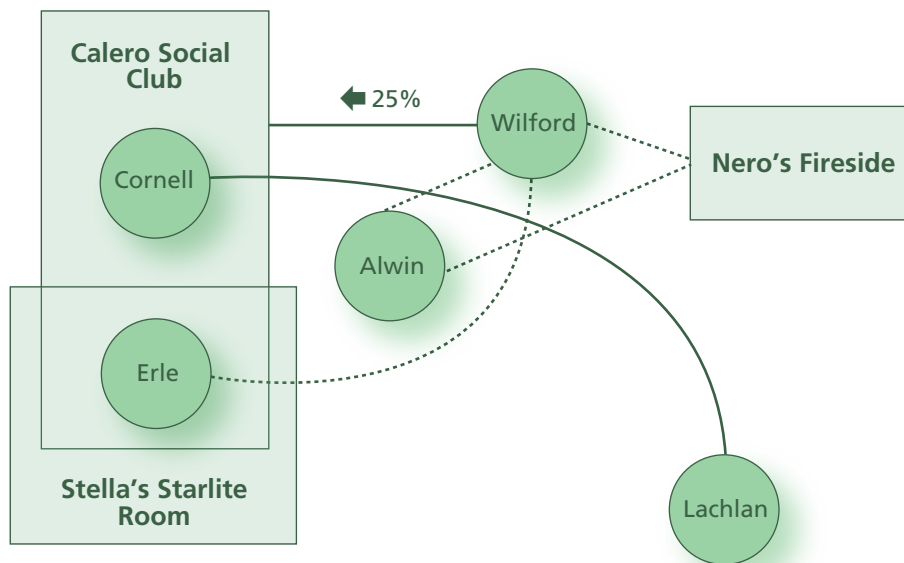 Calero Social
Club
25%
Wilford
Nero’s Fireside
Cornell
Alwin
Erle
Stella’s Starlite
Room
Lachlan